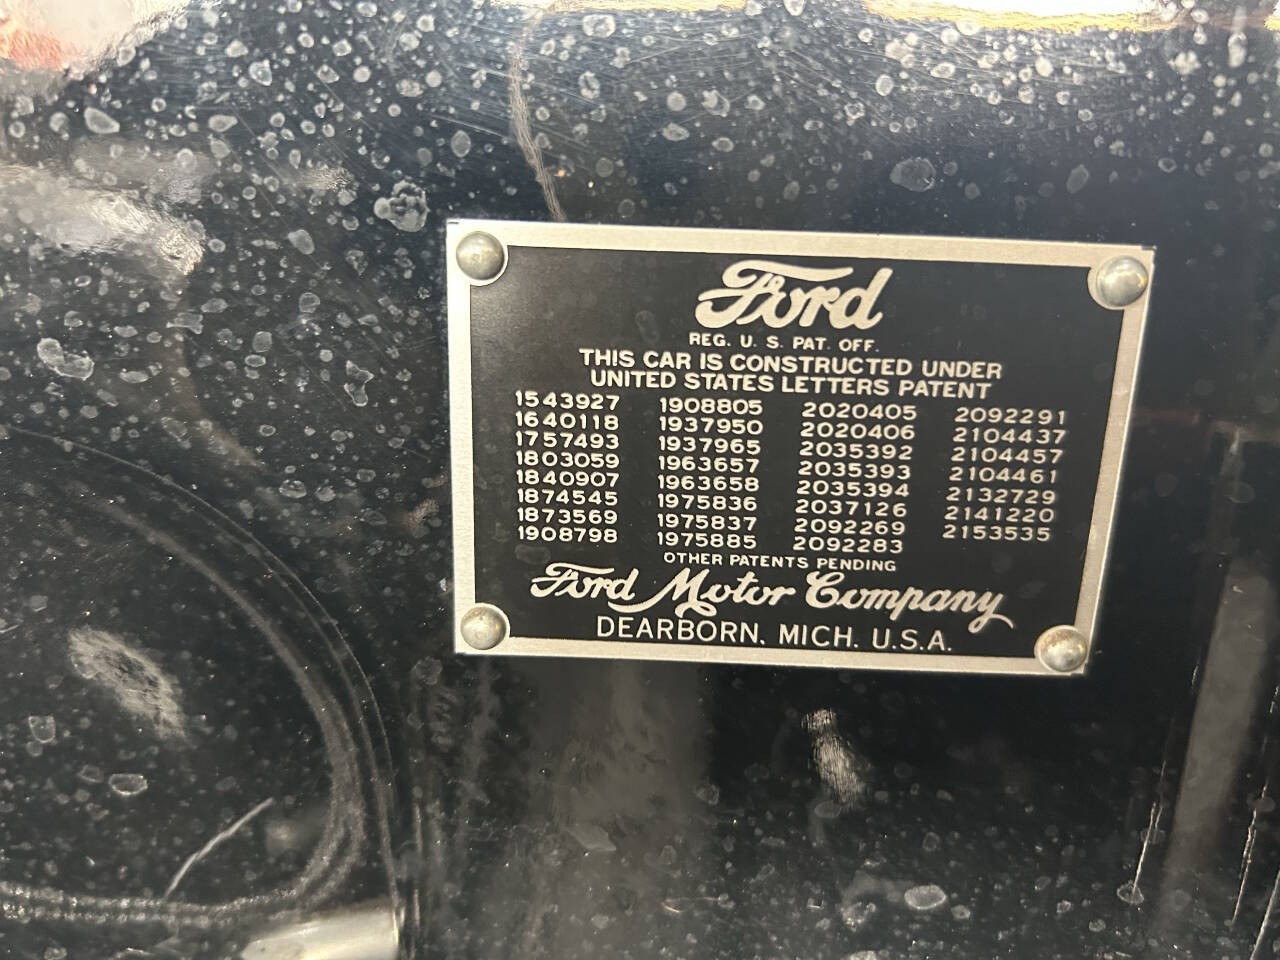 Ford
REG. U. S. PAT. OFF.
THIS CAR IS CONSTRUCTED UNDER
UNITED STATES LETTERS PATENT
1543927 1908805 2020405 2092291
1640118 1937950 2020406 2104437
1757493 1937965 2035392 2104457
1803059 1963657 2035393 2104461
1840907 1963658 2035394 2132729
1874545 1975836 2037126 2141220
1873569 1975837 2092269 2153535
1908798 1975885 2092283
OTHER PATENTS PENDING
Ford Motor Company
DEARBORN, MICH. U.S.A.